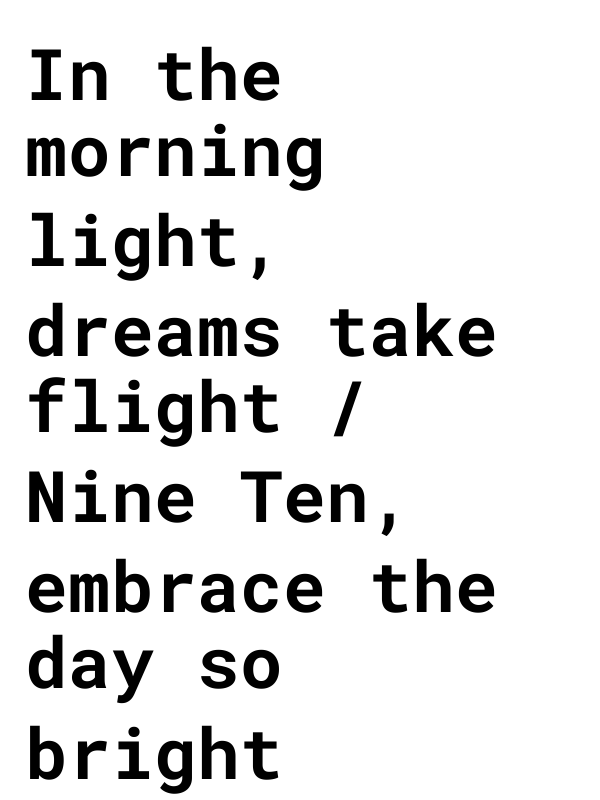 In the
morning
light,
dreams take
flight /
Nine Ten,
embrace the
day so
bright